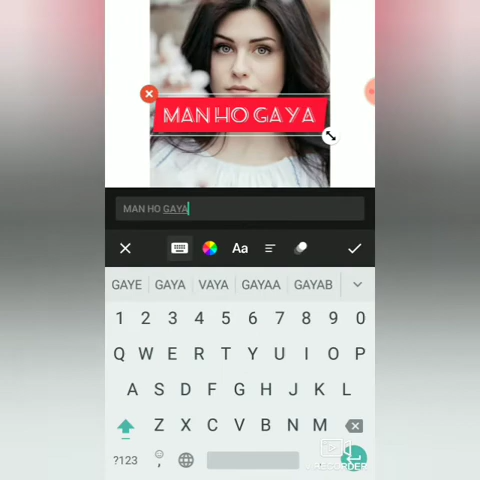 MAN HO GAYA
MAN HO GAYA
Aa
GAYE GAYA VAYA GAYAA GAYAB
1 2 3 4 5 6 7 8 9 0
Q W E R T Y U I O P
A S D F G H J K L
Z X C V B N M
?123 ,
V RECORDER